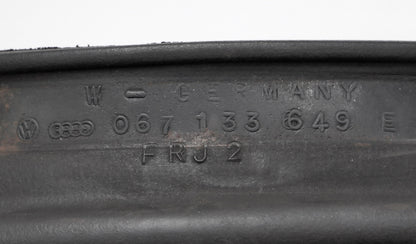 W - GERMANY
067 133 649 E
FRJ 2